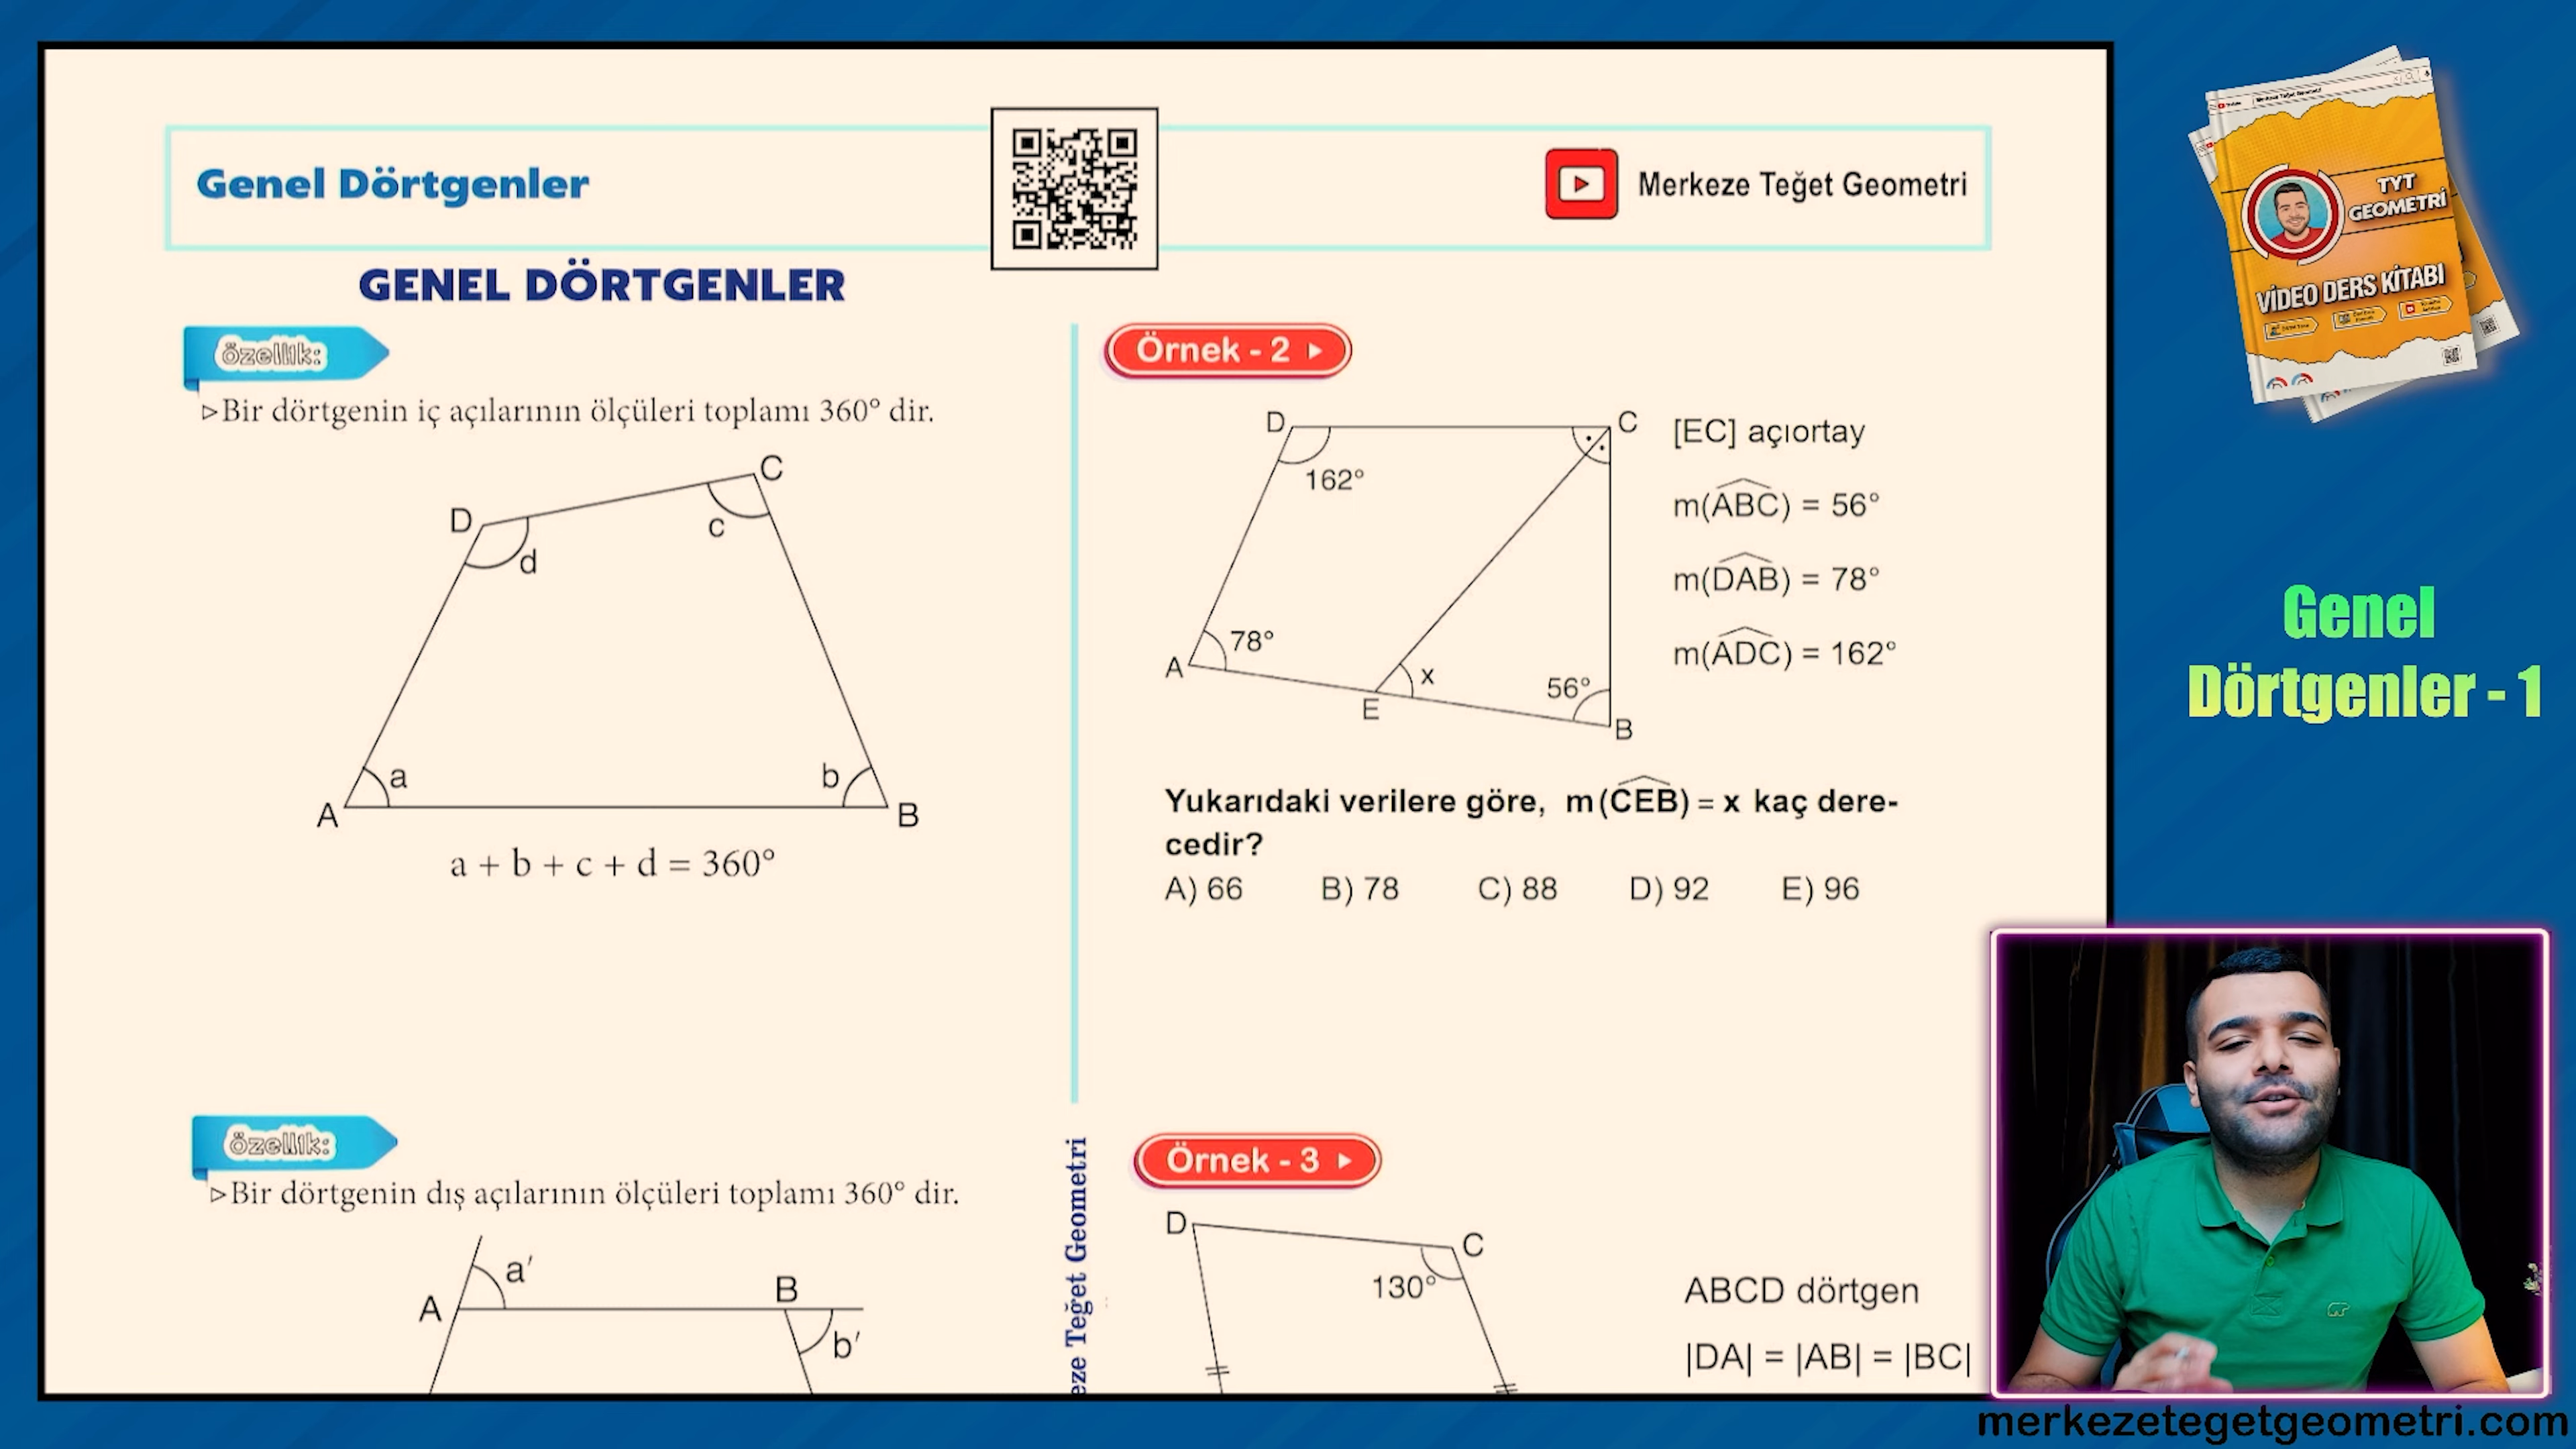 Genel Dörtgenler
Merkeze Teğet Geometri
GENEL DÖRTGENLER
özellik:
▷Bir dörtgenin iç açılarının ölçüleri toplamı 360° dir.
D
C
d
c
a
b
A
B
a + b + c + d = 360°
özellik:
▷Bir dörtgenin dış açılarının ölçüleri toplamı 360° dir.
a'
A
B
b'
eze Teğet Geometri
Örnek - 2
D
C
162°
78°
A
x
56°
E
B
[EC] açıortay
m(ABC) = 56°
m(DAB) = 78°
m(ADC) = 162°
Yukarıdaki verilere göre, m(CEB) = x kaç dere-
cedir?
A) 66 B) 78 C) 88 D) 92 E) 96
Örnek - 3
D
C
130°
ABCD dörtgen
|DA| = |AB| = |BC|
TYT
GEOMETRİ
VİDEO DERS KİTABI
Genel
Dörtgenler - 1
merkezetegetgeometri.com